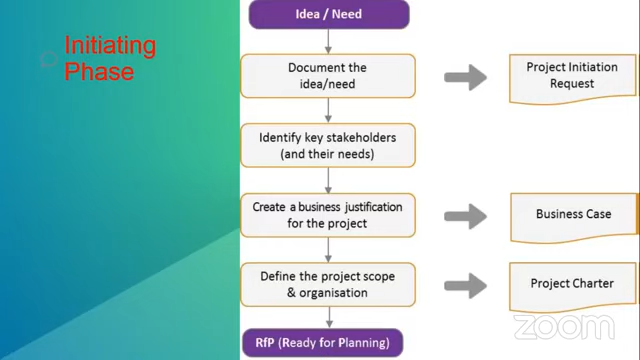 Initiating
Phase
Idea / Need
Document the
idea/need
Project Initiation
Request
Identify key stakeholders
(and their needs)
Create a business justification
for the project
Business Case
Define the project scope
& organisation
Project Charter
RfP (Ready for Planning)
zoom